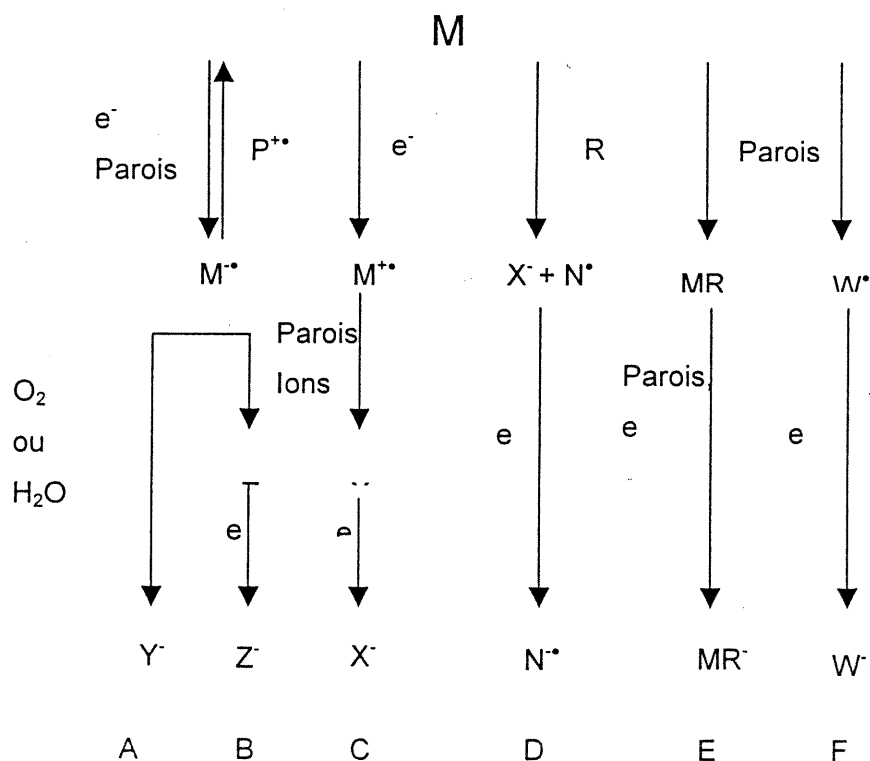 M
e⁻
Parois
P⁺•
e⁻
R
Parois
M⁻•
M⁺•
X⁻ + N•
MR
W•
Parois
Ions
Parois,
O₂
ou
H₂O
e
e
e
e
Y⁻
Z⁻
X⁻
N⁻•
MR⁻
W⁻
A
B
C
D
E
F